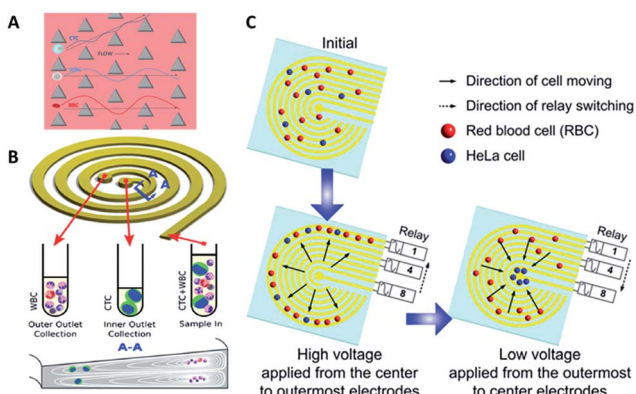 A
CTC
FLOW
RBC
B
A
A
WBC
CTC
CTC+WBC
Outer Outlet
Collection
Inner Outlet
Collection
Sample In
A-A
C
Initial
Direction of cell moving
Direction of relay switching
Red blood cell (RBC)
HeLa cell
Relay
1
4
8
Relay
1
4
8
High voltage
applied from the center
to outermost electrodes
Low voltage
applied from the outermost
to center electrodes